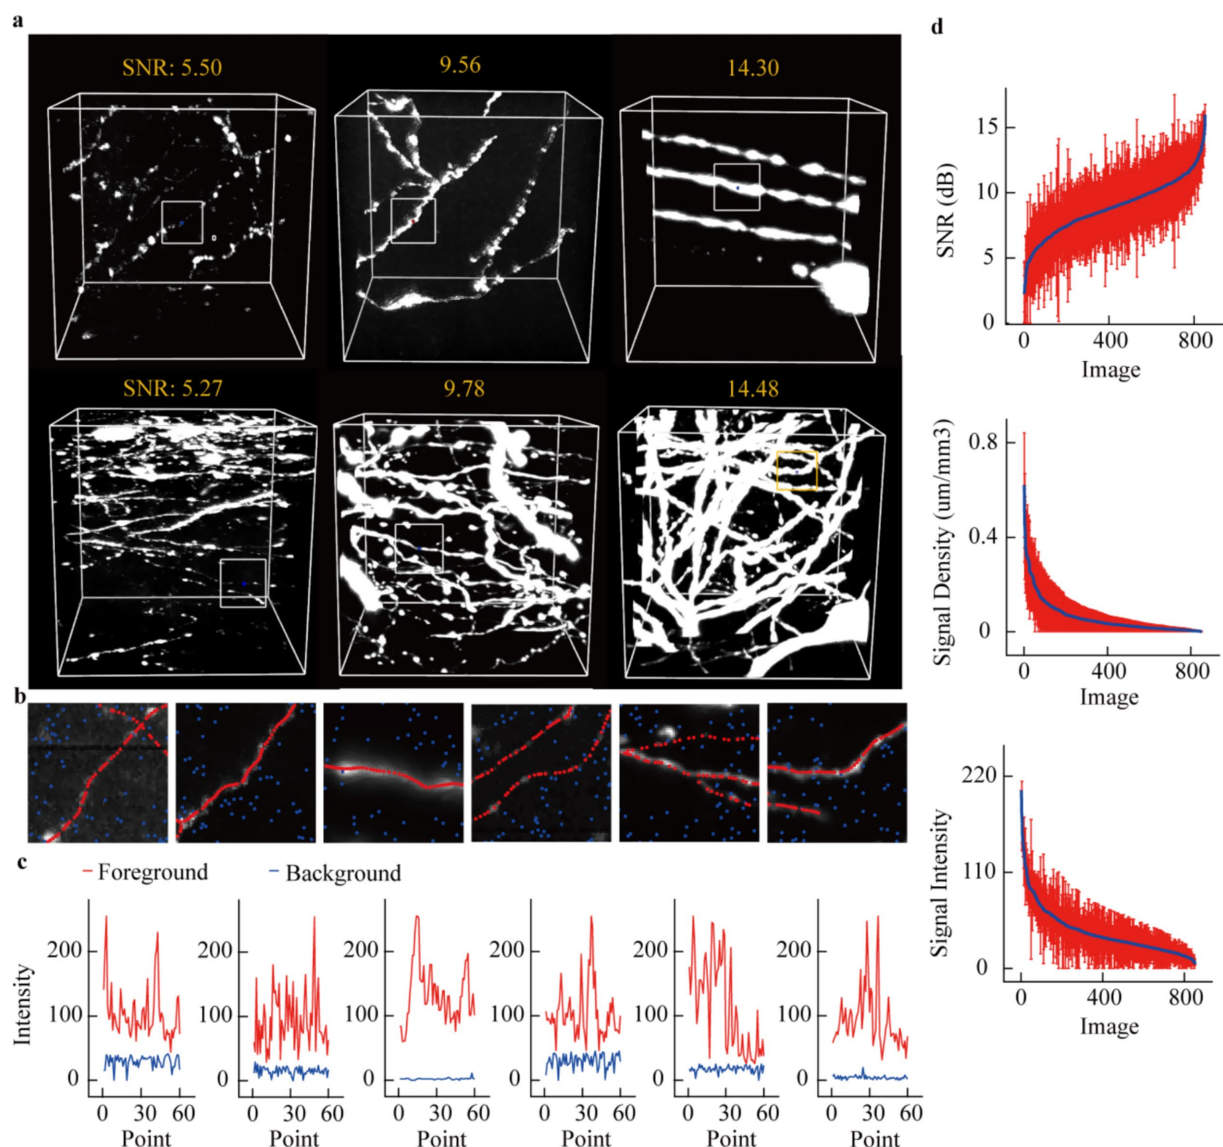 a
SNR: 5.50
9.56
14.30
SNR: 5.27
9.78
14.48
b
c
Foreground
Background
Intensity
200
100
0
0 30 60
Point
200
100
0
0 30 60
Point
200
100
0
0 30 60
Point
200
100
0
0 30 60
Point
200
100
0
0 30 60
Point
200
100
0
0 30 60
Point
d
SNR (dB)
15
10
5
0
0 400 800
Image
Signal Density (um/mm3)
0.8
0.4
0
0 400 800
Image
Signal Intensity
220
110
0
0 400 800
Image